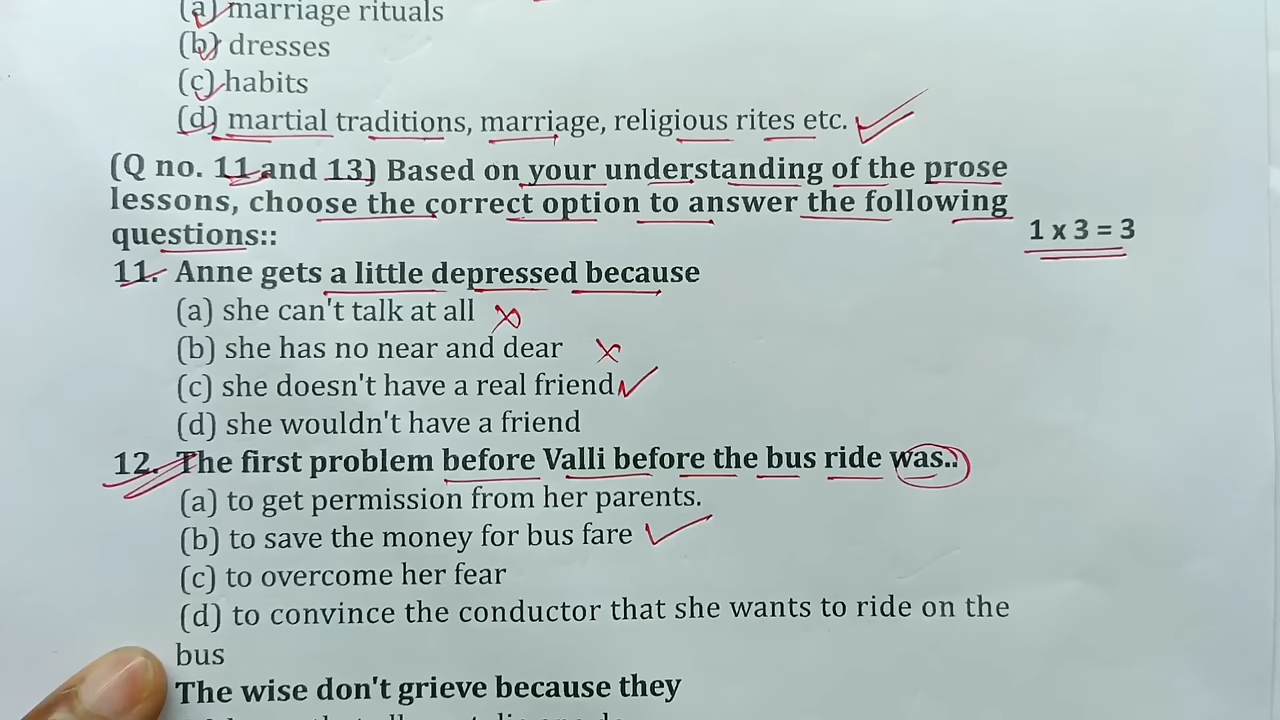 (a) marriage rituals
(b) dresses
(c) habits
(d) martial traditions, marriage, religious rites etc.
(Q no. 11 and 13) Based on your understanding of the prose
lessons, choose the correct option to answer the following
questions::
1 x 3 = 3
11. Anne gets a little depressed because
(a) she can't talk at all
(b) she has no near and dear
(c) she doesn't have a real friend
(d) she wouldn't have a friend
12. The first problem before Valli before the bus ride was..
(a) to get permission from her parents.
(b) to save the money for bus fare
(c) to overcome her fear
(d) to convince the conductor that she wants to ride on the
bus
The wise don't grieve because they